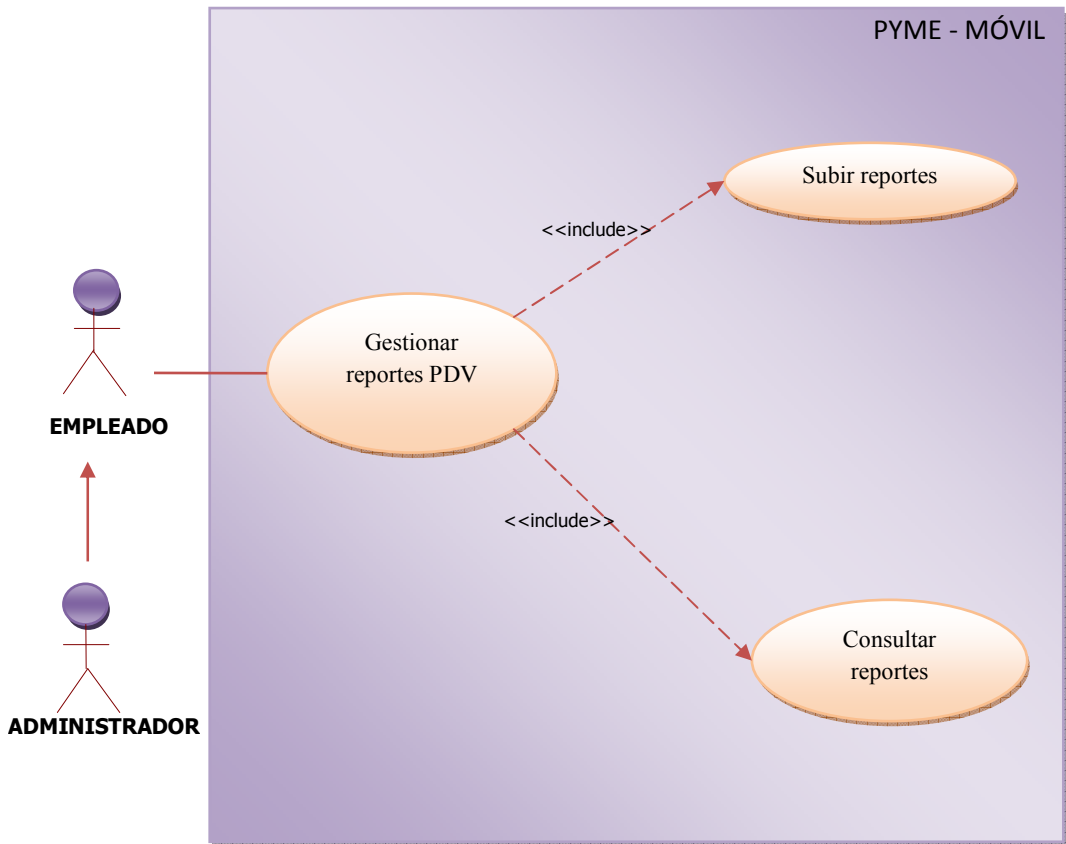 PYME - MÓVIL
Subir reportes
<<include>>
Gestionar
reportes PDV
EMPLEADO
<<include>>
Consultar
reportes
ADMINISTRADOR